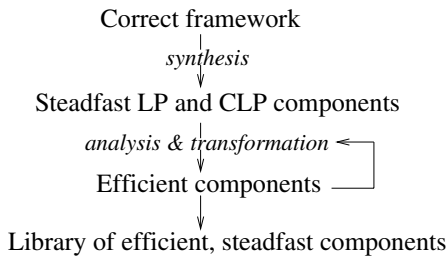 Correct framework
synthesis
Steadfast LP and CLP components
analysis & transformation
Efficient components
Library of efficient, steadfast components